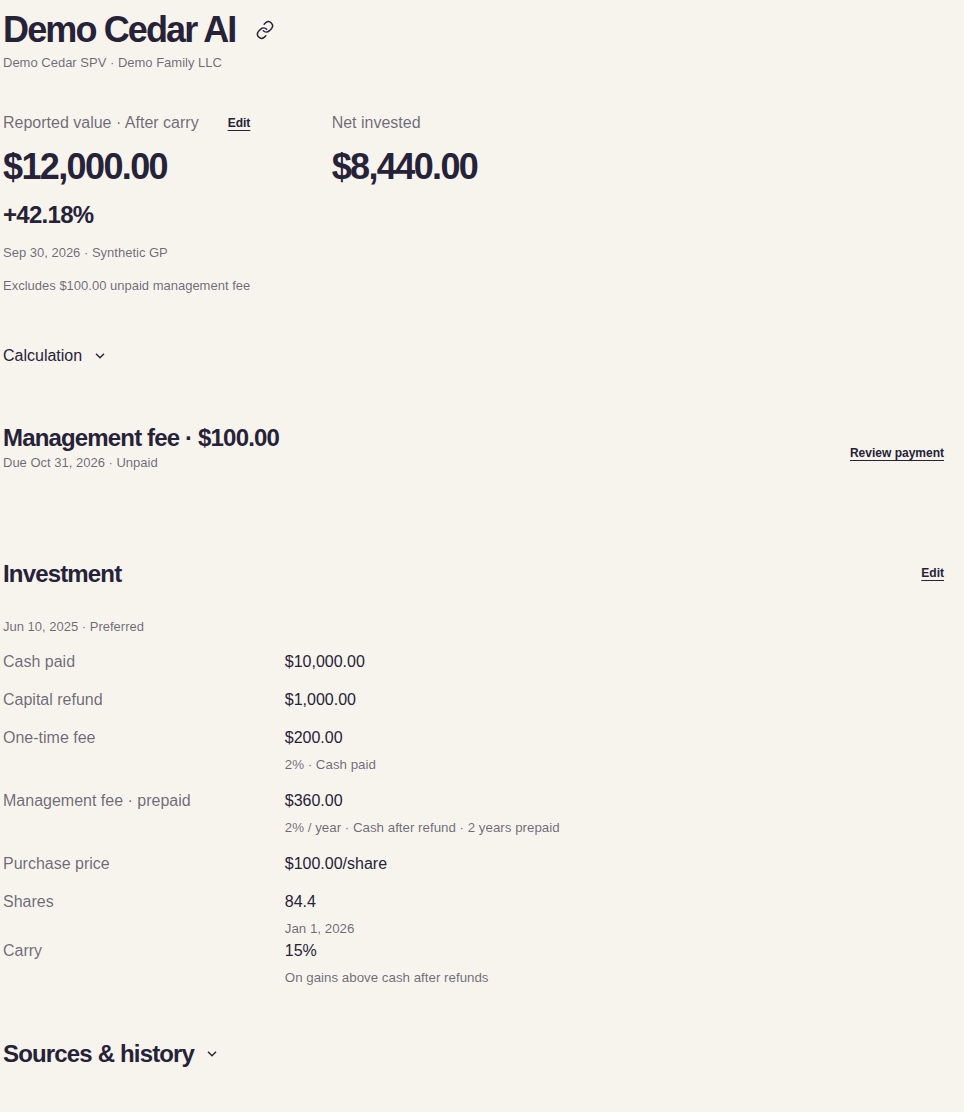 Demo Cedar AI
Demo Cedar SPV · Demo Family LLC
Reported value · After carry Edit Net invested
$12,000.00 $8,440.00
+42.18%
Sep 30, 2026 · Synthetic GP
Excludes $100.00 unpaid management fee
Calculation
Management fee · $100.00
Due Oct 31, 2026 · Unpaid
Review payment
Investment Edit
Jun 10, 2025 · Preferred
Cash paid $10,000.00
Capital refund $1,000.00
One-time fee $200.00
2% · Cash paid
Management fee · prepaid $360.00
2% / year · Cash after refund · 2 years prepaid
Purchase price $100.00/share
Shares 84.4
Jan 1, 2026
Carry 15%
On gains above cash after refunds
Sources & history